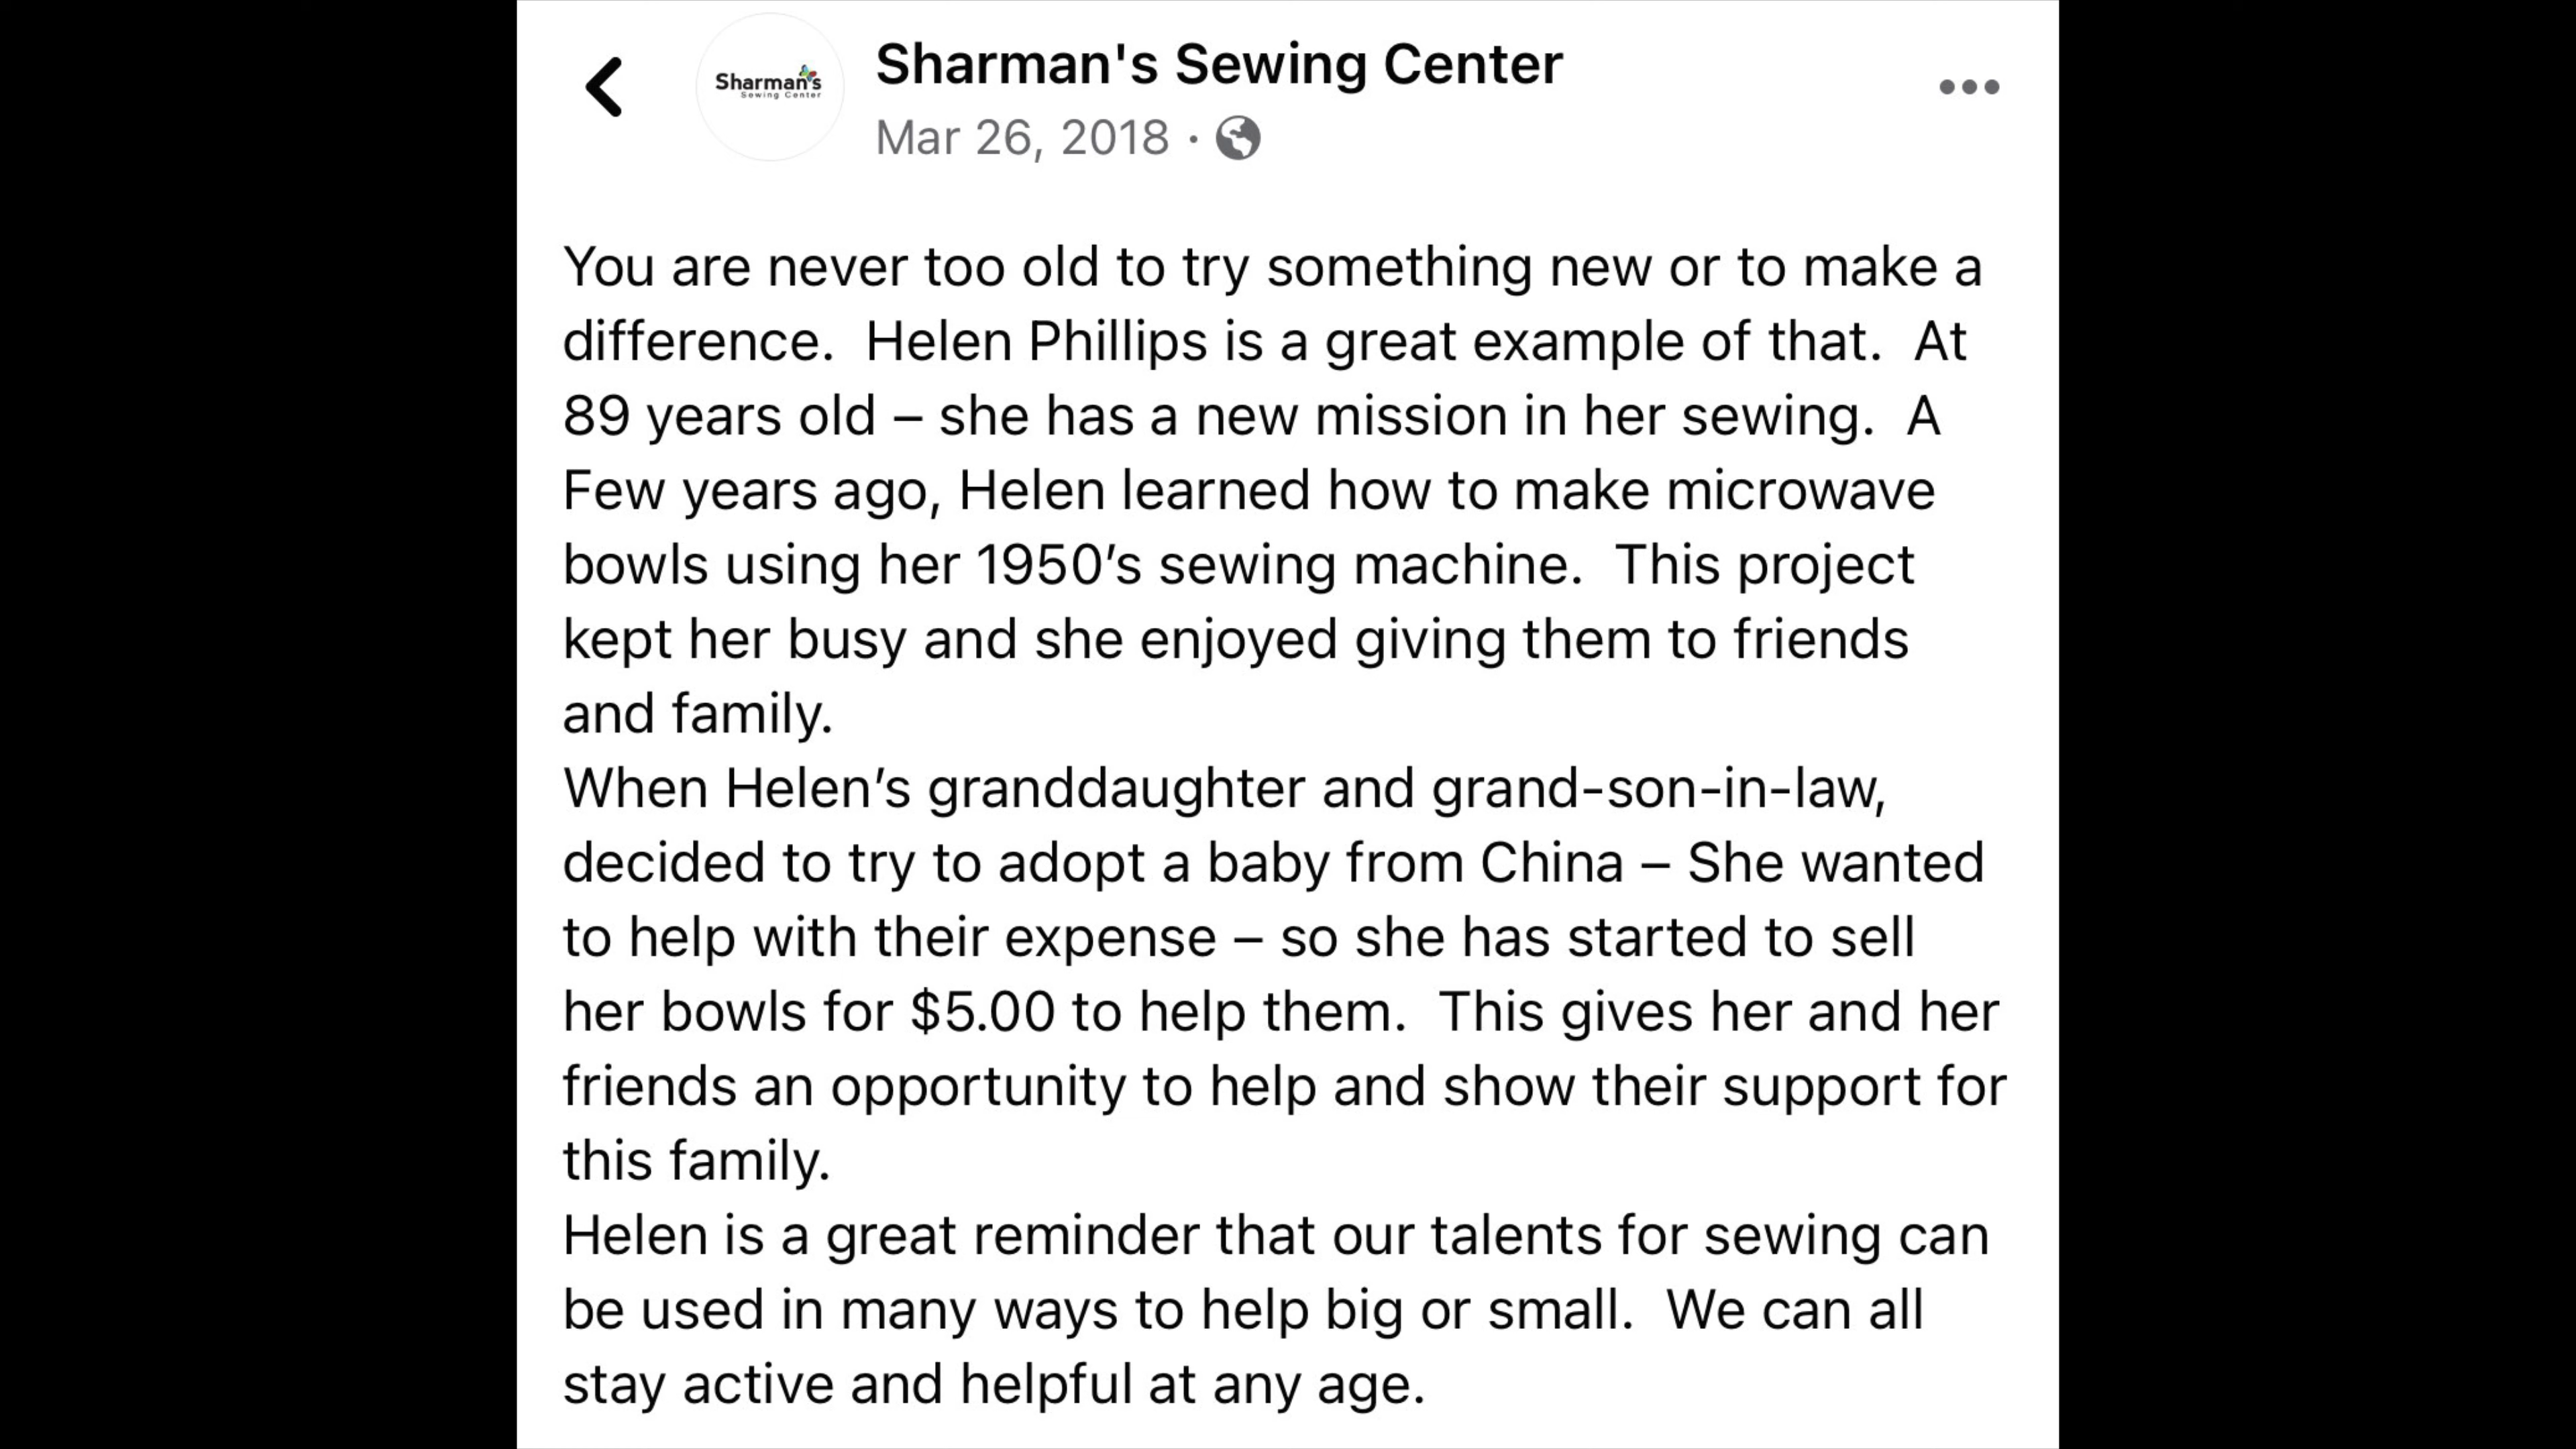 Sharman's Sewing Center
Mar 26, 2018 ·
Sharman's
Sewing Center
You are never too old to try something new or to make a
difference.  Helen Phillips is a great example of that.  At
89 years old – she has a new mission in her sewing.  A
Few years ago, Helen learned how to make microwave
bowls using her 1950’s sewing machine.  This project
kept her busy and she enjoyed giving them to friends
and family.
When Helen’s granddaughter and grand-son-in-law,
decided to try to adopt a baby from China – She wanted
to help with their expense – so she has started to sell
her bowls for $5.00 to help them.  This gives her and her
friends an opportunity to help and show their support for
this family.
Helen is a great reminder that our talents for sewing can
be used in many ways to help big or small.  We can all
stay active and helpful at any age.